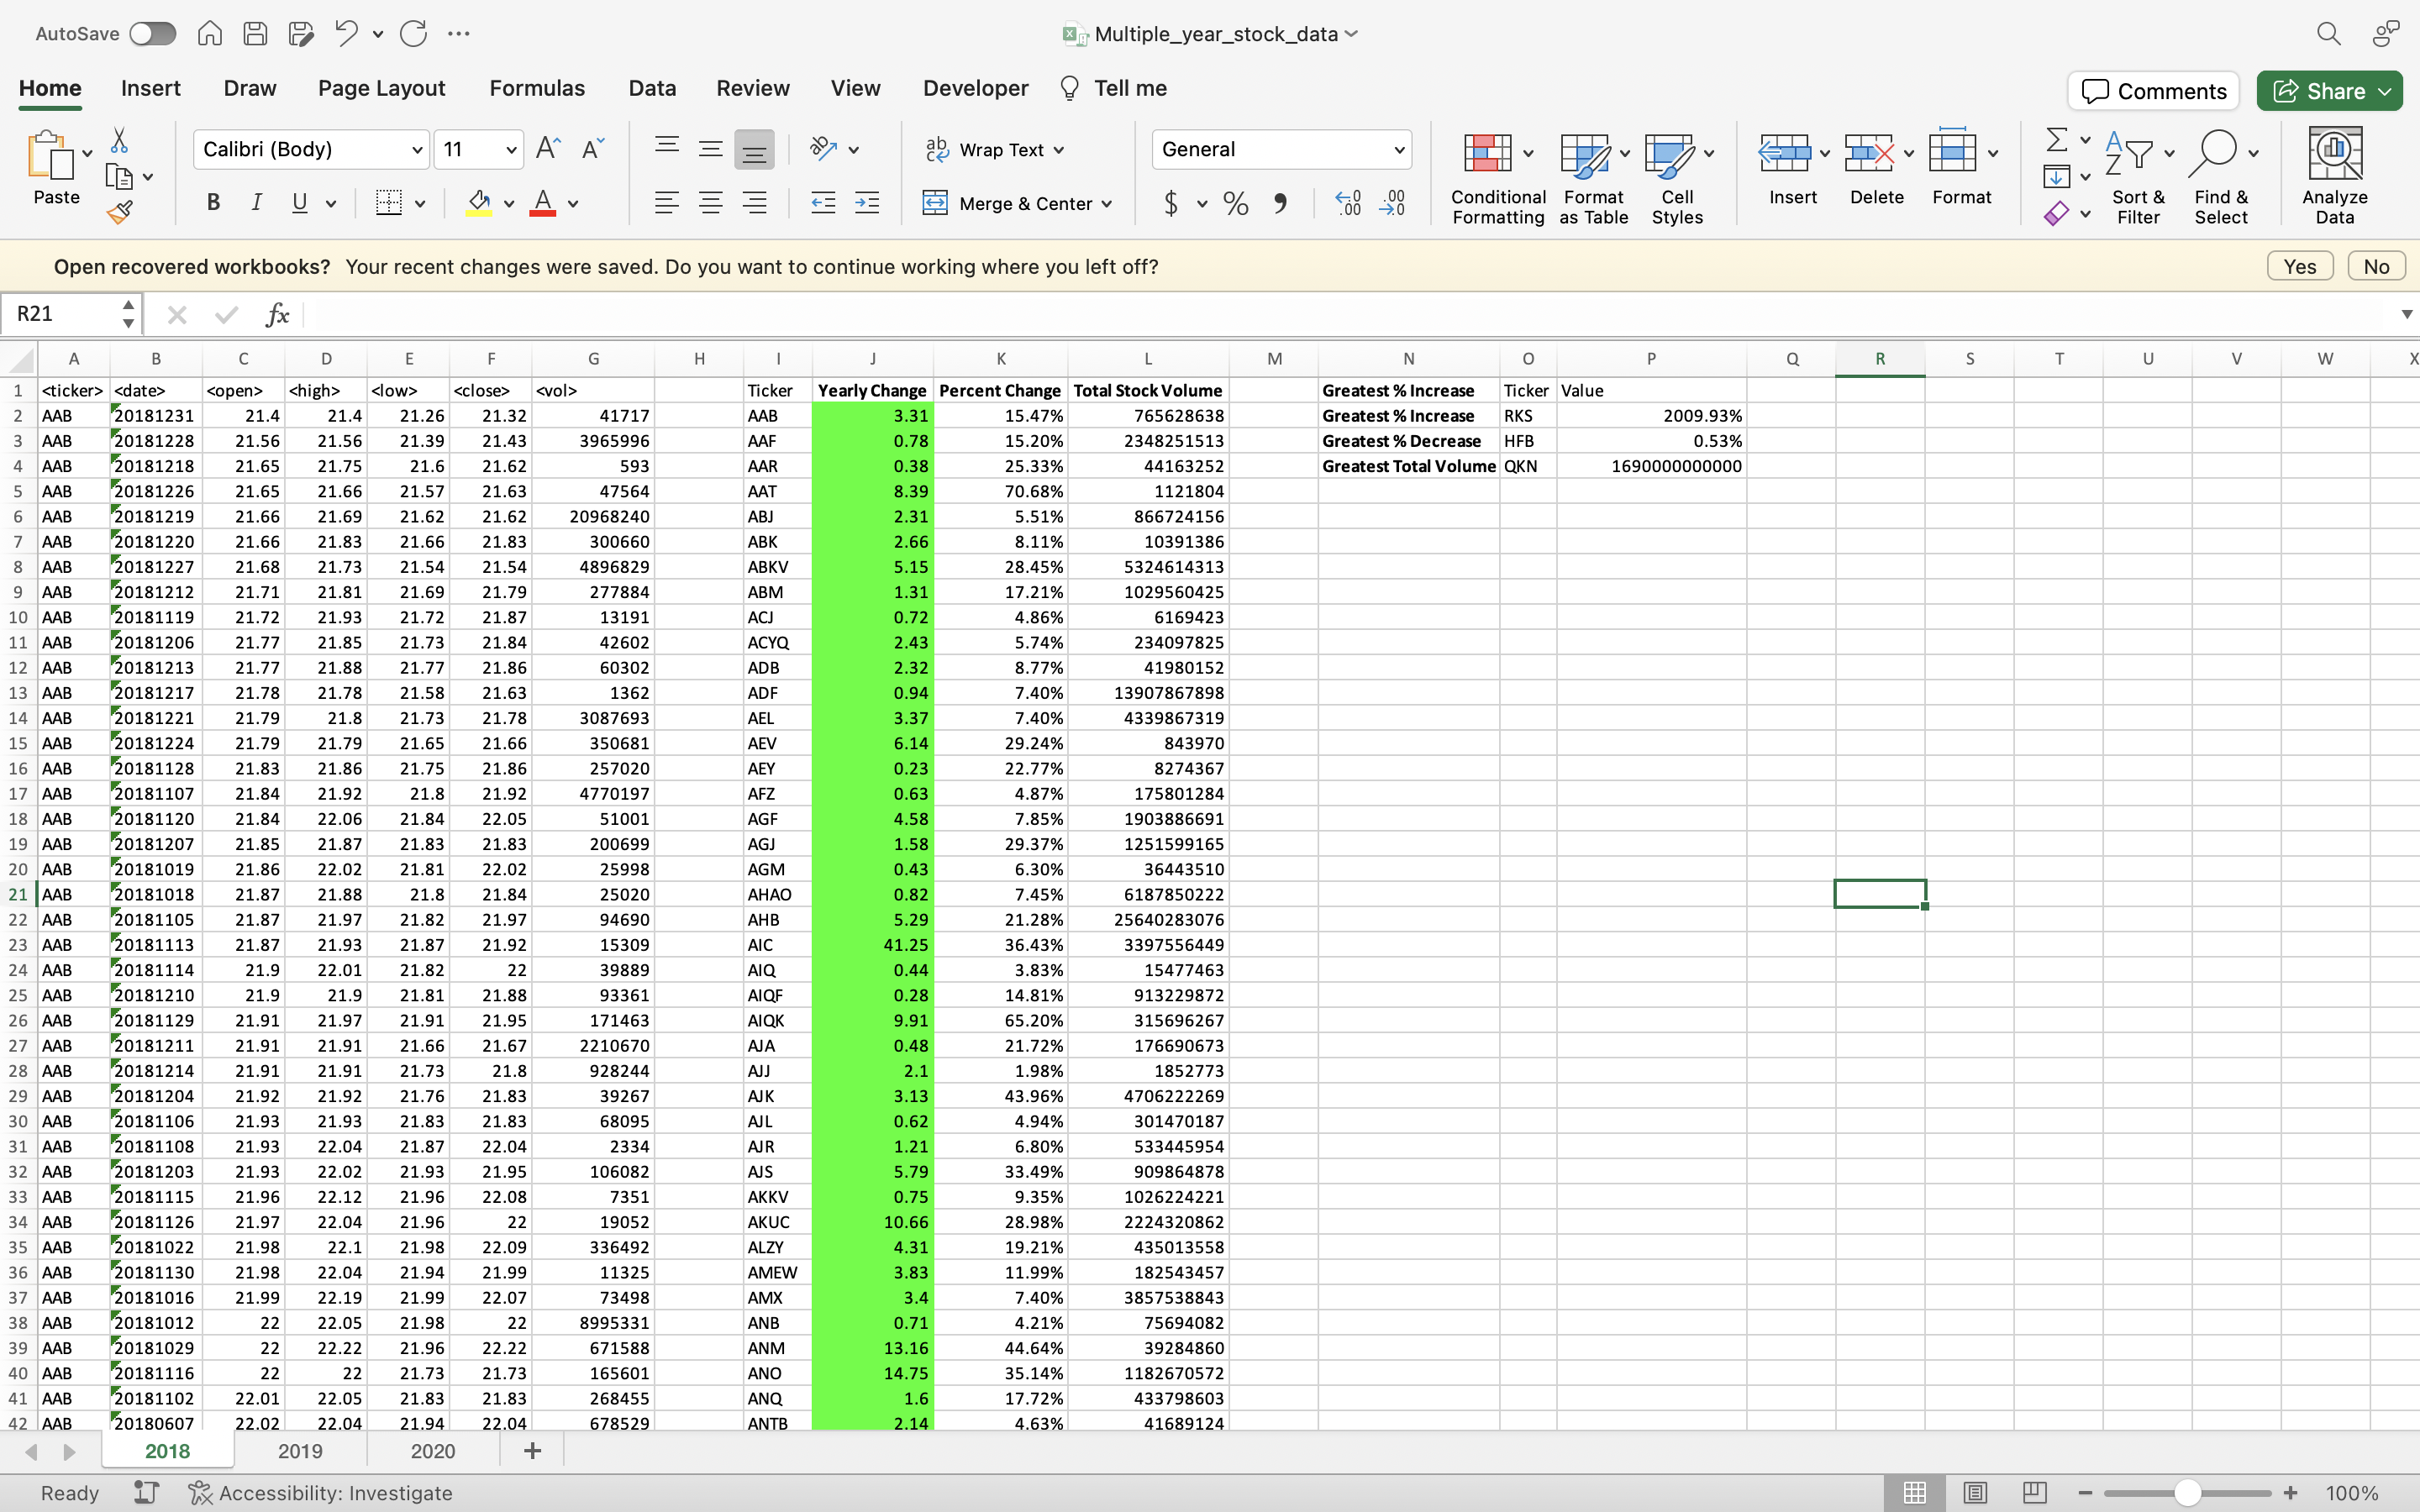 AutoSave Multiple_year_stock_data
Home Insert Draw Page Layout Formulas Data Review View Developer Tell me Comments Share
Paste Calibri (Body) 11 A^ A˅ ab c Wrap Text General
B I U A Merge & Center $ % , .00 .00 Conditional Formatting Format as Table Cell Styles Insert Delete Format Sort & Filter Find & Select Analyze Data
Open recovered workbooks? Your recent changes were saved. Do you want to continue working where you left off? Yes No
R21 fx
A B C D E F G H I J K L M N O P Q R S T U V W X
1 <ticker> <date> <open> <high> <low> <close> <vol> Ticker Yearly Change Percent Change Total Stock Volume Greatest % Increase Ticker Value
2 AAB 20181231 21.4 21.4 21.26 21.32 41717 AAB 3.31 15.47% 765628638 Greatest % Increase RKS 2009.93%
3 AAB 20181228 21.56 21.56 21.39 21.43 3965996 AAF 0.78 15.20% 2348251513 Greatest % Decrease HFB 0.53%
4 AAB 20181218 21.65 21.75 21.6 21.62 593 AAR 0.38 25.33% 44163252 Greatest Total Volume QKN 1690000000000
5 AAB 20181226 21.65 21.66 21.57 21.63 47564 AAT 8.39 70.68% 1121804
6 AAB 20181219 21.66 21.69 21.62 21.62 20968240 ABJ 2.31 5.51% 866724156
7 AAB 20181220 21.66 21.83 21.66 21.83 300660 ABK 2.66 8.11% 10391386
8 AAB 20181227 21.68 21.73 21.54 21.54 4896829 ABKV 5.15 28.45% 5324614313
9 AAB 20181212 21.71 21.81 21.69 21.79 277884 ABM 1.31 17.21% 1029560425
10 AAB 20181119 21.72 21.93 21.72 21.87 13191 ACJ 0.72 4.86% 6169423
11 AAB 20181206 21.77 21.85 21.73 21.84 42602 ACYQ 2.43 5.74% 234097825
12 AAB 20181213 21.77 21.88 21.77 21.86 60302 ADB 2.32 8.77% 41980152
13 AAB 20181217 21.78 21.78 21.58 21.63 1362 ADF 0.94 7.40% 13907867898
14 AAB 20181221 21.79 21.8 21.73 21.78 3087693 AEL 3.37 7.40% 4339867319
15 AAB 20181224 21.79 21.79 21.65 21.66 350681 AEV 6.14 29.24% 843970
16 AAB 20181128 21.83 21.86 21.75 21.86 257020 AEY 0.23 22.77% 8274367
17 AAB 20181107 21.84 21.92 21.8 21.92 4770197 AFZ 0.63 4.87% 175801284
18 AAB 20181120 21.84 22.06 21.84 22.05 51001 AGF 4.58 7.85% 1903886691
19 AAB 20181207 21.85 21.87 21.83 21.83 200699 AGJ 1.58 29.37% 1251599165
20 AAB 20181019 21.86 22.02 21.81 22.02 25998 AGM 0.43 6.30% 36443510
21 AAB 20181018 21.87 21.88 21.8 21.84 25020 AHAO 0.82 7.45% 6187850222
22 AAB 20181105 21.87 21.97 21.82 21.97 94690 AHB 5.29 21.28% 25640283076
23 AAB 20181113 21.87 21.93 21.87 21.92 15309 AIC 41.25 36.43% 3397556449
24 AAB 20181114 21.9 22.01 21.82 22 39889 AIQ 0.44 3.83% 15477463
25 AAB 20181210 21.9 21.9 21.81 21.88 93361 AIQF 0.28 14.81% 913229872
26 AAB 20181129 21.91 21.97 21.91 21.95 171463 AIQK 9.91 65.20% 315696267
27 AAB 20181211 21.91 21.91 21.66 21.67 2210670 AJA 0.48 21.72% 176690673
28 AAB 20181214 21.91 21.91 21.73 21.8 928244 AJJ 2.1 1.98% 1852773
29 AAB 20181204 21.92 21.92 21.76 21.83 39267 AJK 3.13 43.96% 4706222269
30 AAB 20181106 21.93 21.93 21.83 21.83 68095 AJL 0.62 4.94% 301470187
31 AAB 20181108 21.93 22.04 21.87 22.04 2334 AJR 1.21 6.80% 533445954
32 AAB 20181203 21.93 22.02 21.93 21.95 106082 AJS 5.79 33.49% 909864878
33 AAB 20181115 21.96 22.12 21.96 22.08 7351 AKKV 0.75 9.35% 1026224221
34 AAB 20181126 21.97 22.04 21.96 22 19052 AKUC 10.66 28.98% 2224320862
35 AAB 20181022 21.98 22.1 21.98 22.09 336492 ALZY 4.31 19.21% 435013558
36 AAB 20181130 21.98 22.04 21.94 21.99 11325 AMEW 3.83 11.99% 182543457
37 AAB 20181016 21.99 22.19 21.99 22.07 73498 AMX 3.4 7.40% 3857538843
38 AAB 20181012 22 22.05 21.98 22 8995331 ANB 0.71 4.21% 75694082
39 AAB 20181029 22 22.22 21.96 22.22 671588 ANM 13.16 44.64% 39284860
40 AAB 20181116 22 22 21.73 21.73 165601 ANO 14.75 35.14% 1182670572
41 AAB 20181102 22.01 22.05 21.83 21.83 268455 ANQ 1.6 17.72% 433798603
42 AAB 20180607 22.02 22.04 21.94 22.04 678529 ANTB 2.14 4.63% 41689124
2018 2019 2020 +
Ready Accessibility: Investigate 100%